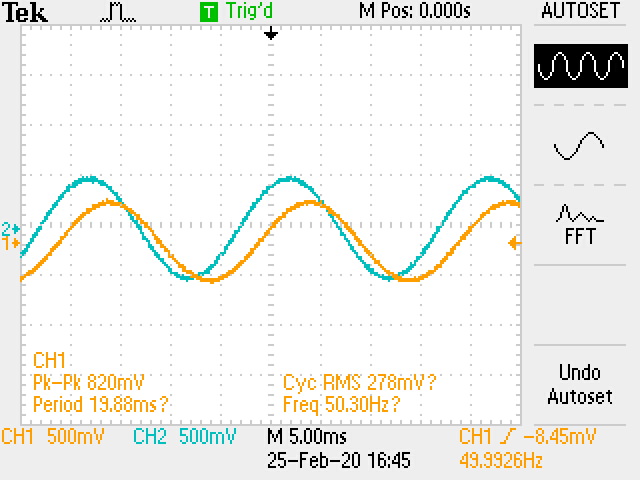 Tek
T Trig'd
M Pos: 0.000s
AUTOSET
FFT
Undo
Autoset
2
1
CH1
Pk-Pk 820mV
Cyc RMS 278mV?
Period 19.88ms?
Freq 50.30Hz?
CH1 500mV
CH2 500mV
M 5.00ms
CH1 -8.45mV
25-Feb-20 16:45
49.9926Hz